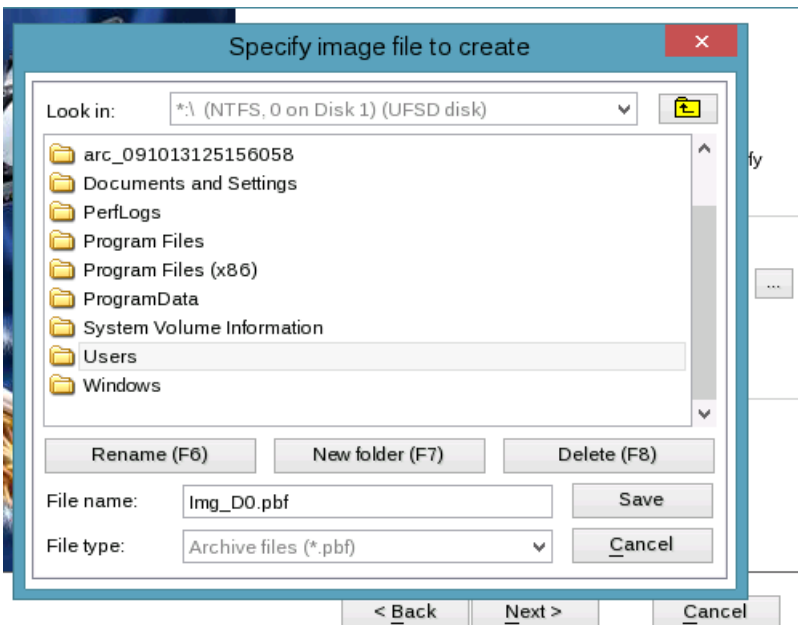 Specify image file to create
Look in: *:\ (NTFS, 0 on Disk 1) (UFSD disk)
arc_091013125156058
Documents and Settings
PerfLogs
Program Files
Program Files (x86)
ProgramData
System Volume Information
Users
Windows
Rename (F6) New folder (F7) Delete (F8)
File name: Img_D0.pbf Save
File type: Archive files (*.pbf) Cancel
fy
...
< Back Next > Cancel